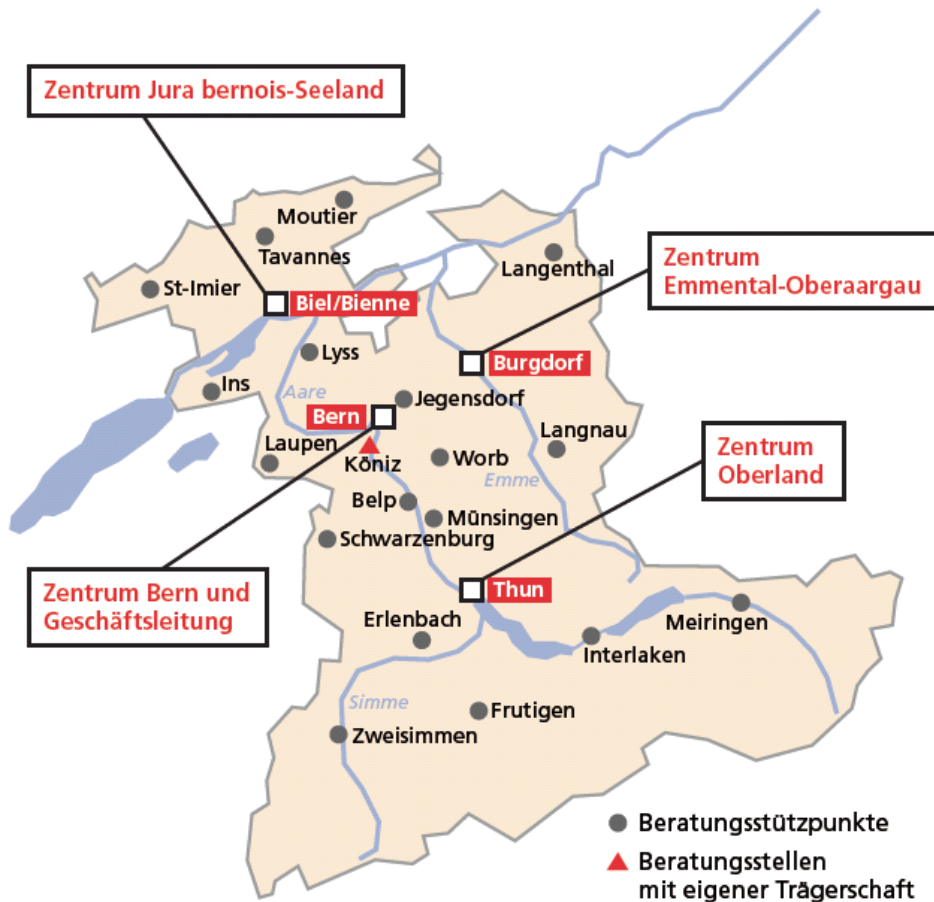 Zentrum Jura bernois-Seeland
Moutier
Tavannes
St-Imier
Langenthal
Zentrum
Emmental-Oberaargau
Biel/Bienne
Lyss
Burgdorf
Ins
Aare
Jegensdorf
Bern
Langnau
Laupen
Köniz
Worb
Zentrum
Oberland
Emme
Belp
Münsingen
Schwarzenburg
Zentrum Bern und
Geschäftsleitung
Thun
Erlenbach
Meiringen
Interlaken
Simme
Frutigen
Zweisimmen
Beratungsstützpunkte
Beratungsstellen
mit eigener Trägerschaft